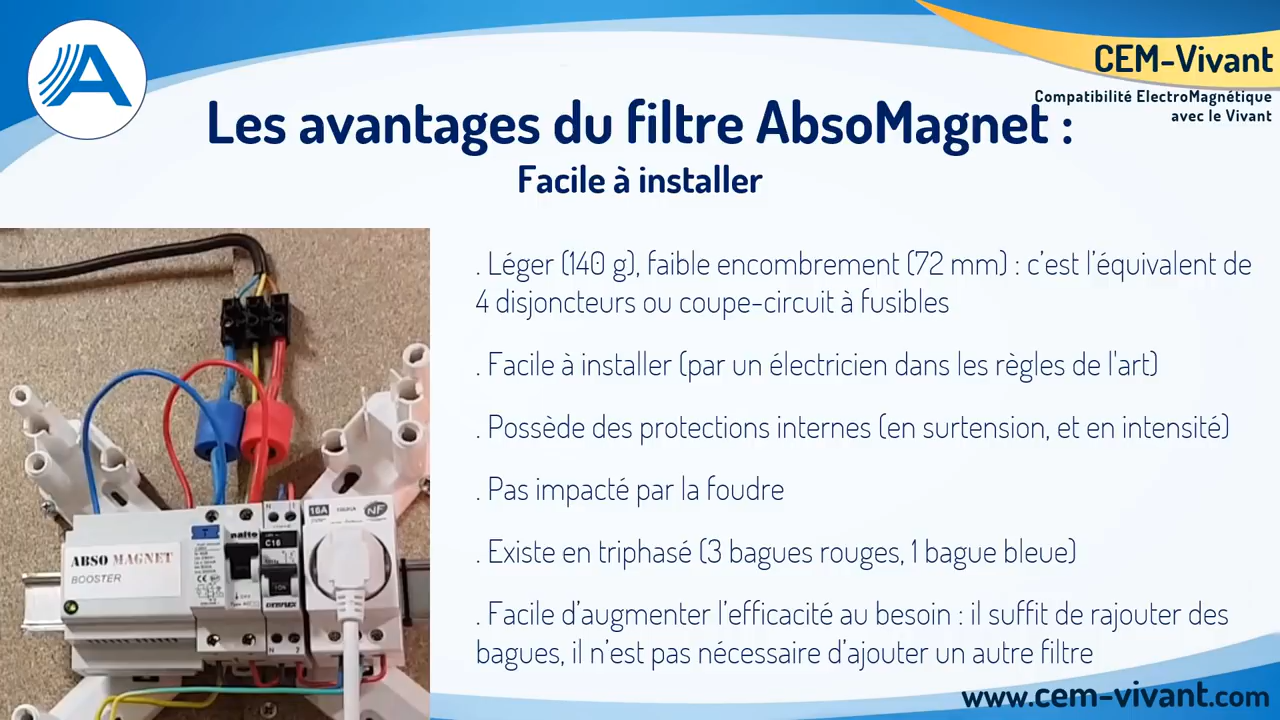 CEM-Vivant
Compatibilité ElectroMagnétique
avec le Vivant
Les avantages du filtre AbsoMagnet :
Facile à installer
. Léger (140 g), faible encombrement (72 mm) : c'est l'équivalent de
4 disjoncteurs ou coupe-circuit à fusibles
. Facile à installer (par un électricien dans les règles de l'art)
. Possède des protections internes (en surtension, et en intensité)
. Pas impacté par la foudre
. Existe en triphasé (3 bagues rouges, 1 bague bleue)
. Facile d'augmenter l'efficacité au besoin : il suffit de rajouter des
bagues, il n'est pas nécessaire d'ajouter un autre filtre
ABSO MAGNET
BOOSTER
C16
16A
NF
www.cem-vivant.com